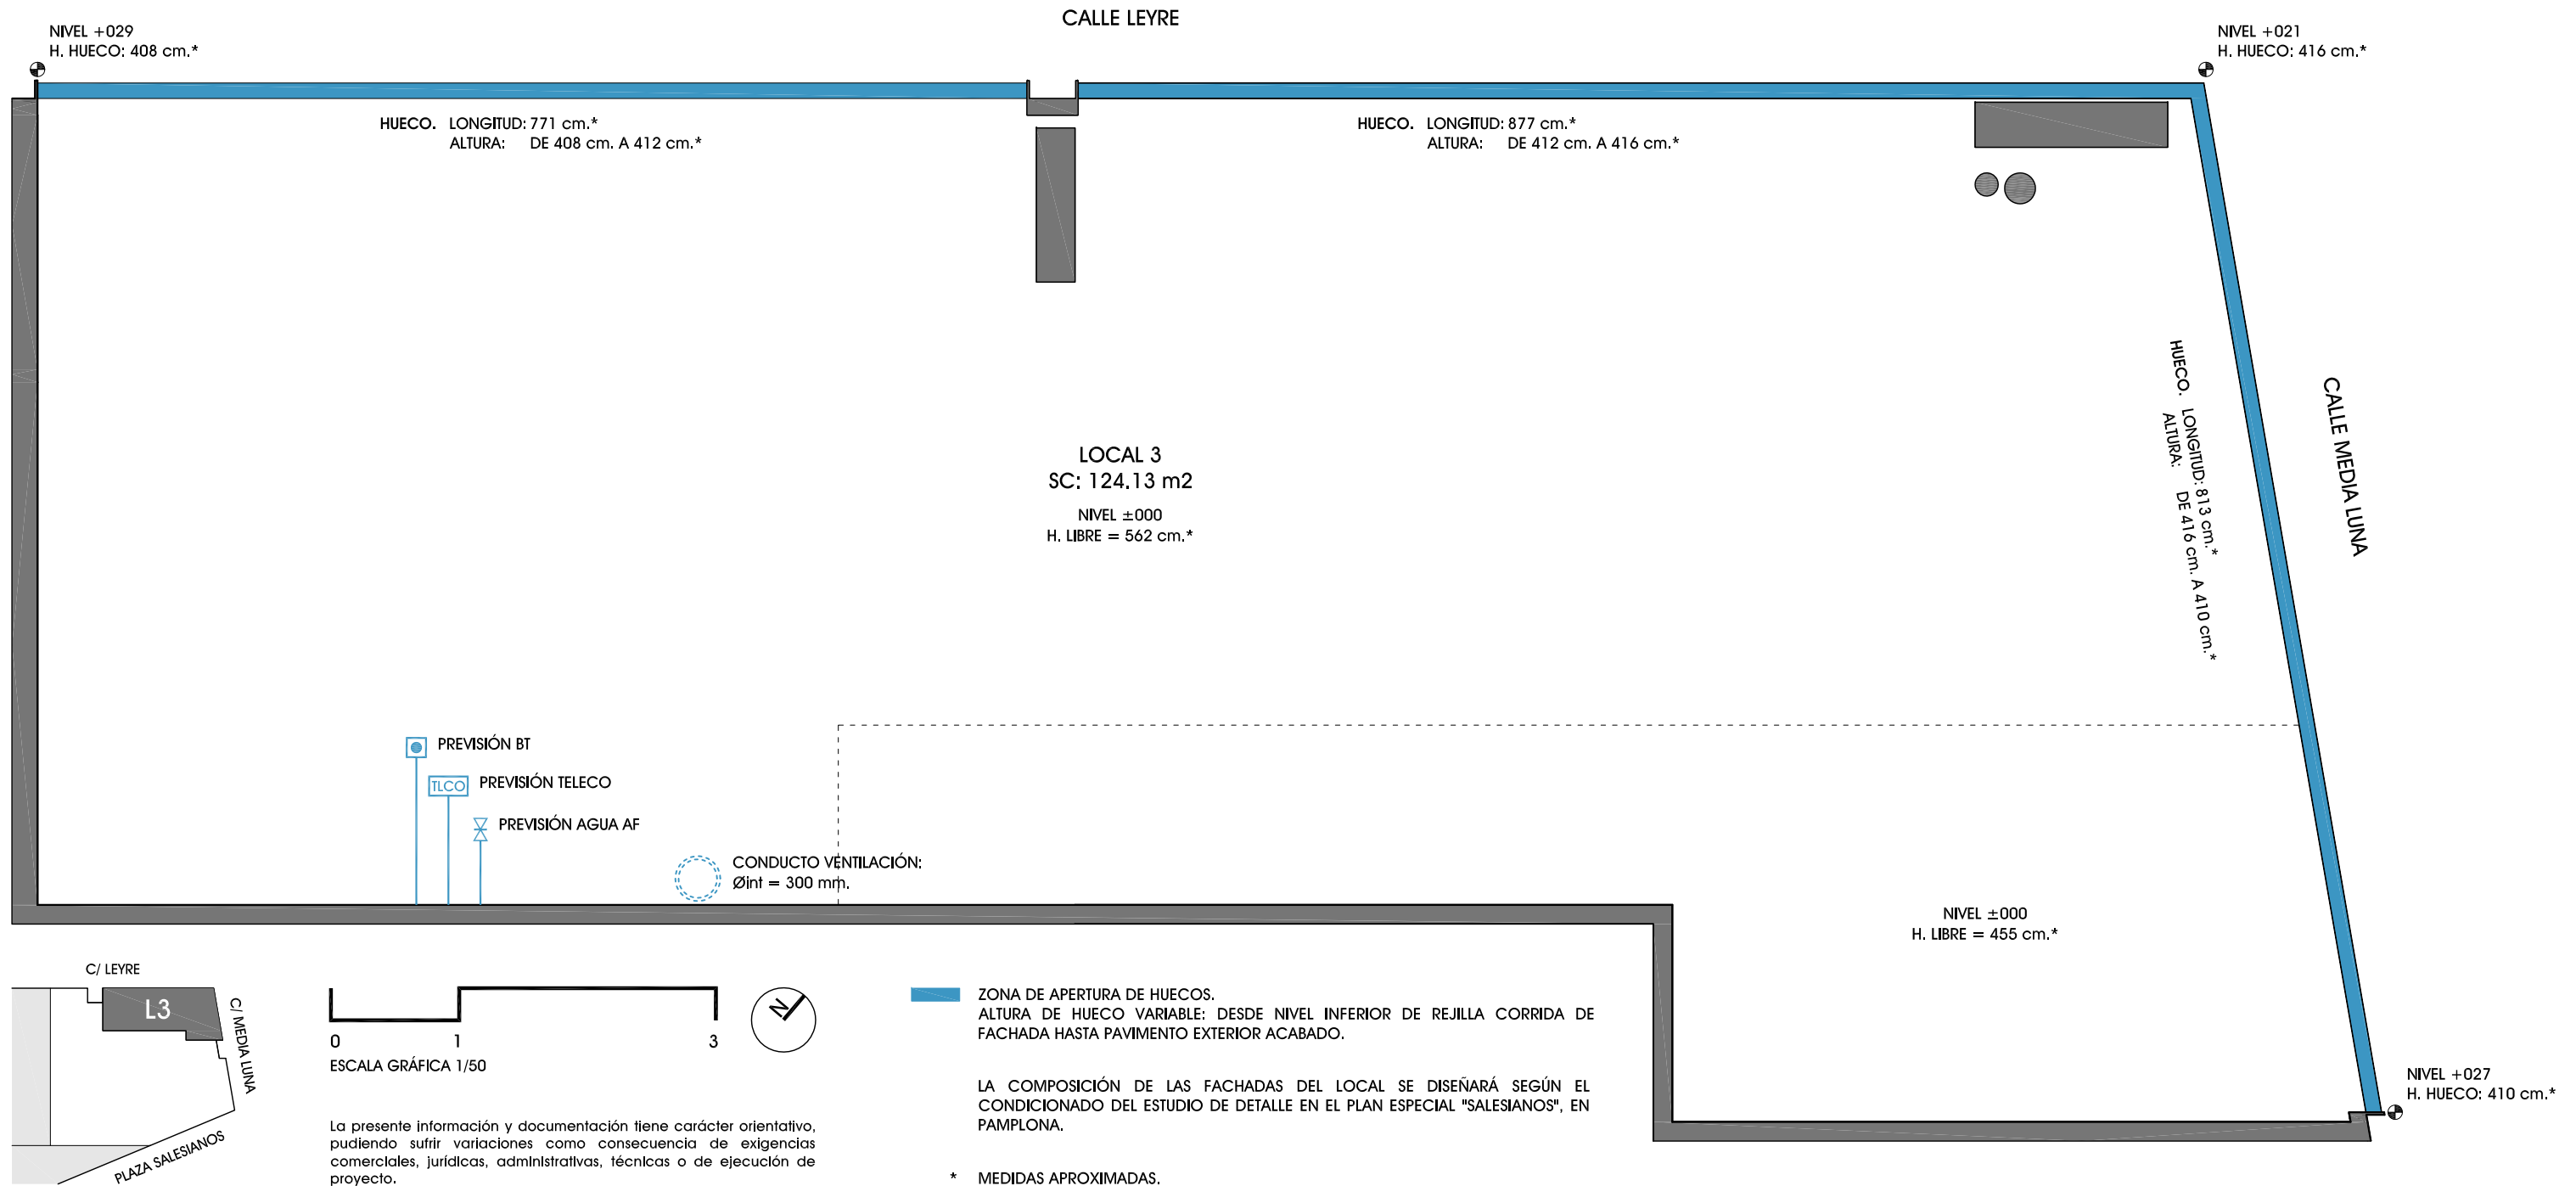 CALLE LEYRE
NIVEL +029
H. HUECO: 408 cm.*
NIVEL +021
H. HUECO: 416 cm.*
HUECO. LONGITUD: 771 cm.*
ALTURA: DE 408 cm. A 412 cm.*
HUECO. LONGITUD: 877 cm.*
ALTURA: DE 412 cm. A 416 cm.*
HUECO. LONGITUD: 813 cm.*
ALTURA: DE 416 cm. A 410 cm.*
CALLE MEDIA LUNA
LOCAL 3
SC: 124.13 m2
NIVEL ±000
H. LIBRE = 562 cm.*
PREVISIÓN BT
TLCO PREVISIÓN TELECO
PREVISIÓN AGUA AF
CONDUCTO VENTILACIÓN:
Øint = 300 mm.
NIVEL ±000
H. LIBRE = 455 cm.*
NIVEL +027
H. HUECO: 410 cm.*
C/ LEYRE
L3
C/ MEDIA LUNA
PLAZA SALESIANOS
0 1 3
ESCALA GRÁFICA 1/50
N
La presente información y documentación tiene carácter orientativo,
pudiendo sufrir variaciones como consecuencia de exigencias
comerciales, jurídicas, administrativas, técnicas o de ejecución de
proyecto.
ZONA DE APERTURA DE HUECOS.
ALTURA DE HUECO VARIABLE: DESDE NIVEL INFERIOR DE REJILLA CORRIDA DE
FACHADA HASTA PAVIMENTO EXTERIOR ACABADO.
LA COMPOSICIÓN DE LAS FACHADAS DEL LOCAL SE DISEÑARÁ SEGÚN EL
CONDICIONADO DEL ESTUDIO DE DETALLE EN EL PLAN ESPECIAL "SALESIANOS", EN
PAMPLONA.
* MEDIDAS APROXIMADAS.